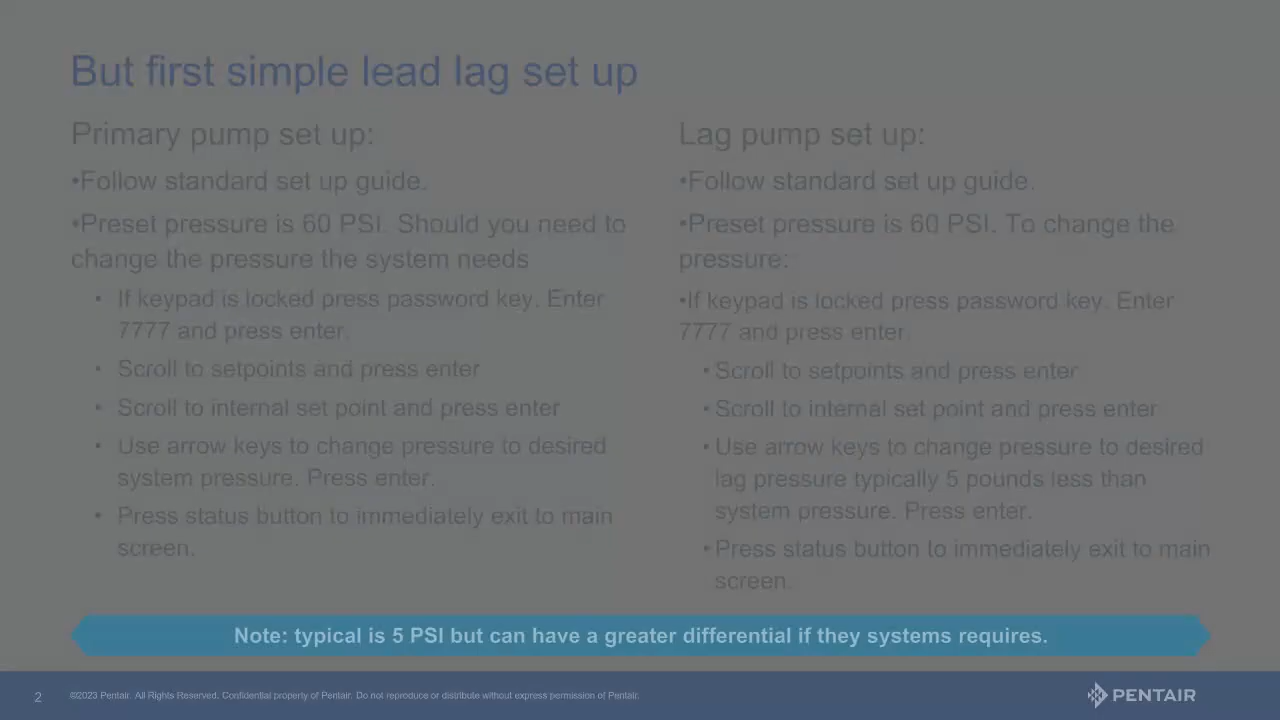 But first simple lead lag set up
Primary pump set up:
•Follow standard set up guide.
•Preset pressure is 60 PSI. Should you need to
change the pressure the system needs
• If keypad is locked press password key. Enter
7777 and press enter.
• Scroll to setpoints and press enter
• Scroll to internal set point and press enter
• Use arrow keys to change pressure to desired
system pressure. Press enter.
• Press status button to immediately exit to main
screen.
Lag pump set up:
•Follow standard set up guide.
•Preset pressure is 60 PSI. To change the
pressure:
•If keypad is locked press password key. Enter
7777 and press enter.
• Scroll to setpoints and press enter
• Scroll to internal set point and press enter
• Use arrow keys to change pressure to desired
lag pressure typically 5 pounds less than
system pressure. Press enter.
• Press status button to immediately exit to main
screen.
Note: typical is 5 PSI but can have a greater differential if they systems requires.
2
©2023 Pentair. All Rights Reserved. Confidential property of Pentair. Do not reproduce or distribute without express permission of Pentair.
PENTAIR